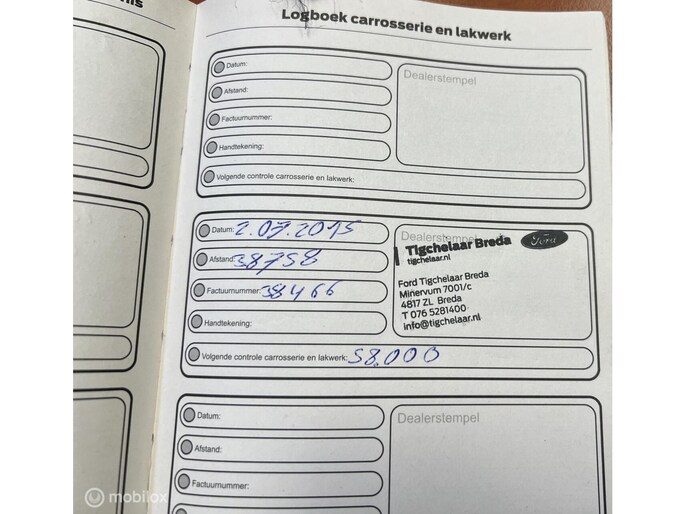 nis
Logboek carrosserie en lakwerk
Datum:
Afstand:
Factuurnummer:
Handtekening:
Volgende controle carrosserie en lakwerk:
Dealerstempel
Datum: 2.07.2015
Afstand: 38758
Factuurnummer: 38466
Handtekening:
Volgende controle carrosserie en lakwerk: 58.000
Dealerstempel
Tigchelaar Breda Ford
tigchelaar.nl
Ford Tigchelaar Breda
Minervum 7001/c
4817 ZL Breda
T 076 5281400
info@tigchelaar.nl
Datum:
Afstand:
Factuurnummer:
Dealerstempel
mobilox